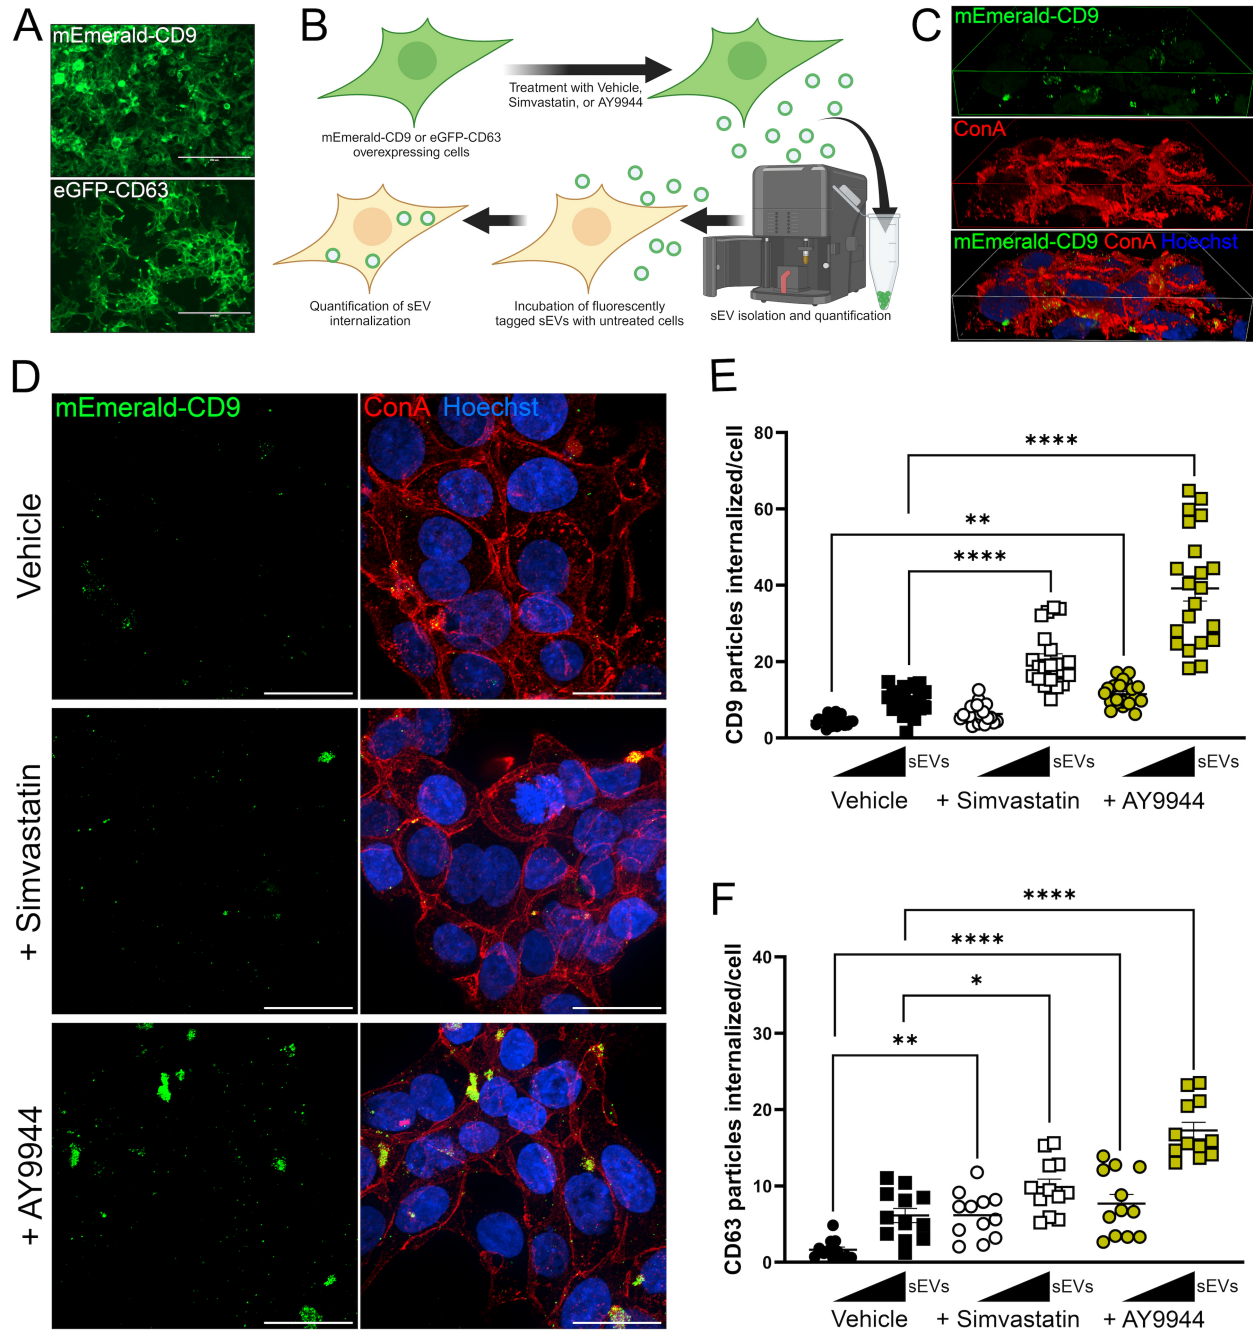 A
mEmerald-CD9
eGFP-CD63
B
Treatment with Vehicle,
Simvastatin, or AY9944
mEmerald-CD9 or eGFP-CD63
overexpressing cells
Quantification of sEV
internalization
Incubation of fluorescently
tagged sEVs with untreated cells
sEV isolation and quantification
C
mEmerald-CD9
ConA
mEmerald-CD9 ConA Hoechst
D
mEmerald-CD9
ConA Hoechst
Vehicle
+ Simvastatin
+ AY9944
E
CD9 particles internalized/cell
80
60
40
20
0
****
**
****
sEVs
sEVs
sEVs
Vehicle
+ Simvastatin
+ AY9944
F
CD63 particles internalized/cell
40
30
20
10
0
****
****
*
**
sEVs
sEVs
sEVs
Vehicle
+ Simvastatin
+ AY9944